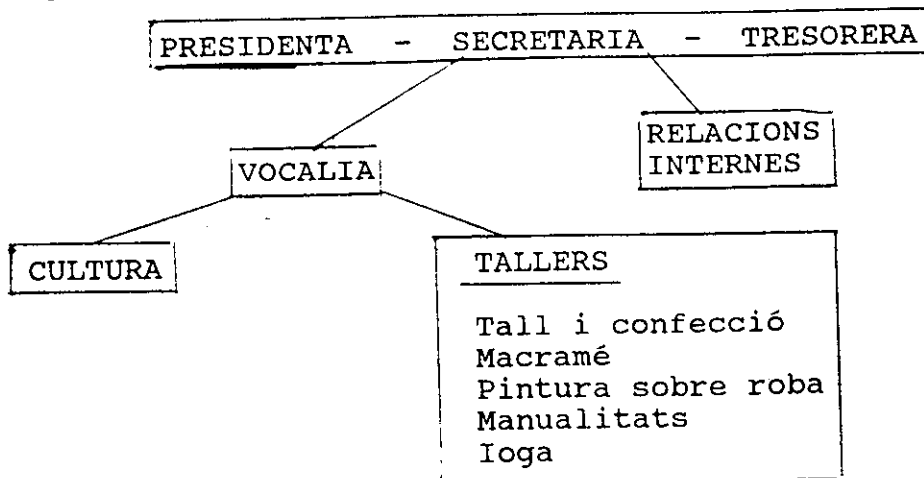 PRESIDENTA - SECRETARIA - TRESORERA
RELACIONS
INTERNES
VOCALIA
CULTURA
TALLERS
Tall i confecció
Macramé
Pintura sobre roba
Manualitats
Ioga